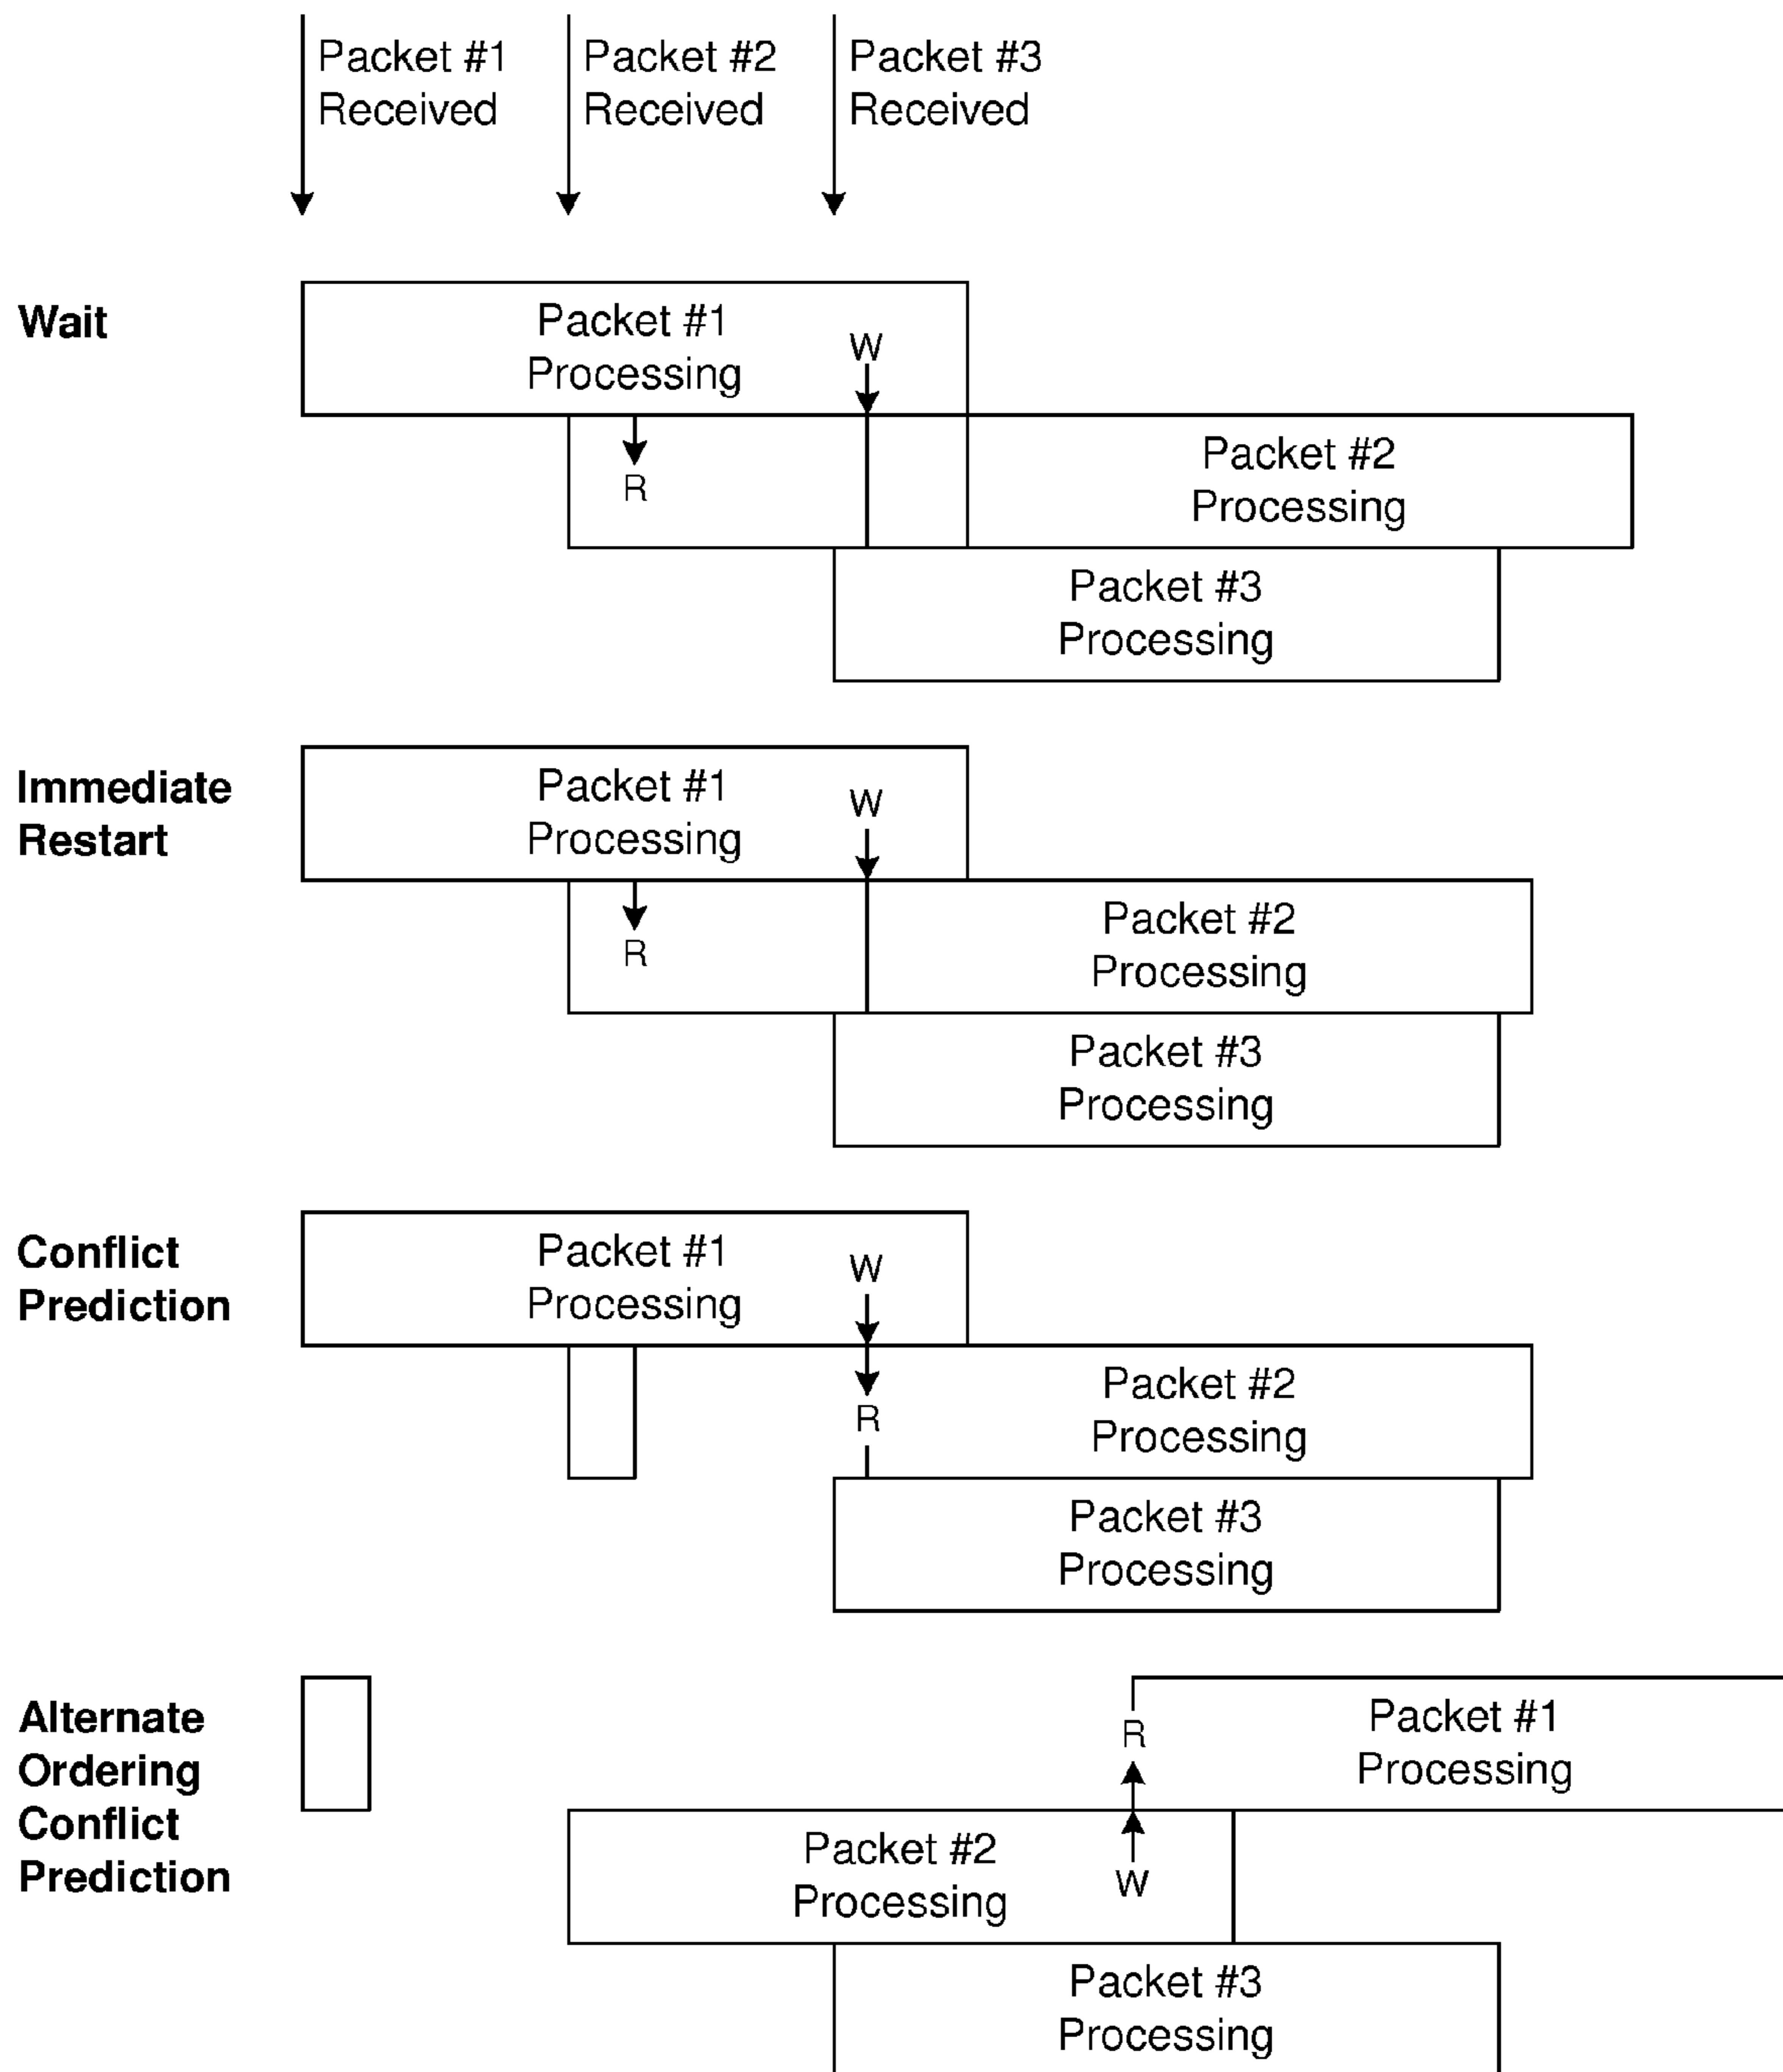 Packet #1
Received
Packet #2
Received
Packet #3
Received
Wait
Packet #1
Processing
W
R
Packet #2
Processing
Packet #3
Processing
Immediate
Restart
Packet #1
Processing
W
R
Packet #2
Processing
Packet #3
Processing
Conflict
Prediction
Packet #1
Processing
W
R
Packet #2
Processing
Packet #3
Processing
Alternate
Ordering
Conflict
Prediction
R
Packet #1
Processing
Packet #2
Processing
W
Packet #3
Processing